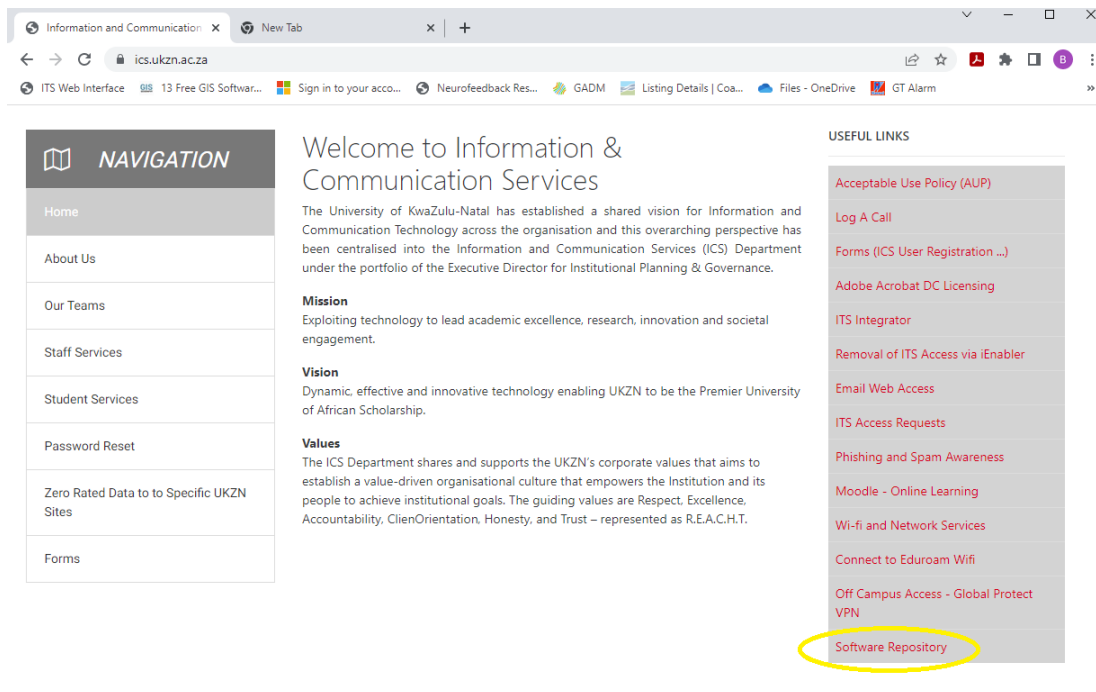 Information and Communication
New Tab
ics.ukzn.ac.za
B
ITS Web Interface
GIS
13 Free GIS Softwar...
Sign in to your acco...
Neurofeedback Res...
GADM
Listing Details | Coa...
Files - OneDrive
GT Alarm
»
NAVIGATION
Home
About Us
Our Teams
Staff Services
Student Services
Password Reset
Zero Rated Data to to Specific UKZN
Sites
Forms
Welcome to Information &
Communication Services
The University of KwaZulu-Natal has established a shared vision for Information and
Communication Technology across the organisation and this overarching perspective has
been centralised into the Information and Communication Services (ICS) Department
under the portfolio of the Executive Director for Institutional Planning & Governance.
Mission
Exploiting technology to lead academic excellence, research, innovation and societal
engagement.
Vision
Dynamic, effective and innovative technology enabling UKZN to be the Premier University
of African Scholarship.
Values
The ICS Department shares and supports the UKZN's corporate values that aims to
establish a value-driven organisational culture that empowers the Institution and its
people to achieve institutional goals. The guiding values are Respect, Excellence,
Accountability, ClienOrientation, Honesty, and Trust – represented as R.E.A.C.H.T.
USEFUL LINKS
Acceptable Use Policy (AUP)
Log A Call
Forms (ICS User Registration ...)
Adobe Acrobat DC Licensing
ITS Integrator
Removal of ITS Access via iEnabler
Email Web Access
ITS Access Requests
Phishing and Spam Awareness
Moodle - Online Learning
Wi-fi and Network Services
Connect to Eduroam Wifi
Off Campus Access - Global Protect
VPN
Software Repository